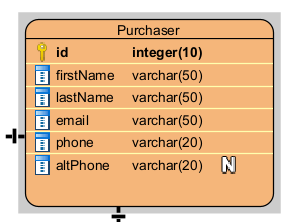 Purchaser
id integer(10)
firstName varchar(50)
lastName varchar(50)
email varchar(50)
phone varchar(20)
altPhone varchar(20) N